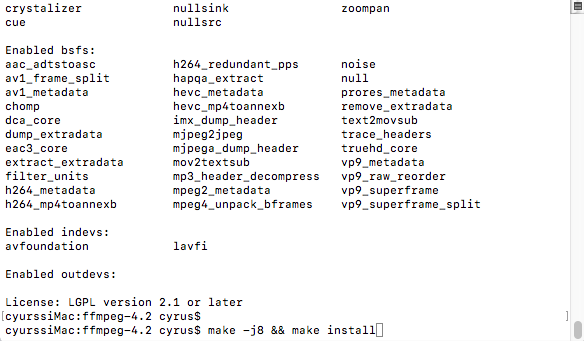 crystalizer nullsink zoompan
cue nullsrc
Enabled bsfs:
aac_adtstoasc h264_redundant_pps noise
av1_frame_split hapqa_extract null
av1_metadata hevc_metadata prores_metadata
chomp hevc_mp4toannexb remove_extradata
dca_core imx_dump_header text2movsub
dump_extradata mjpeg2jpeg trace_headers
eac3_core mjpega_dump_header truehd_core
extract_extradata mov2textsub vp9_metadata
filter_units mp3_header_decompress vp9_raw_reorder
h264_metadata mpeg2_metadata vp9_superframe
h264_mp4toannexb mpeg4_unpack_bframes vp9_superframe_split
Enabled indevs:
avfoundation lavfi
Enabled outdevs:
License: LGPL version 2.1 or later
[cyurssiMac:ffmpeg-4.2 cyrus$ ]
cyurssiMac:ffmpeg-4.2 cyrus$ make -j8 && make install